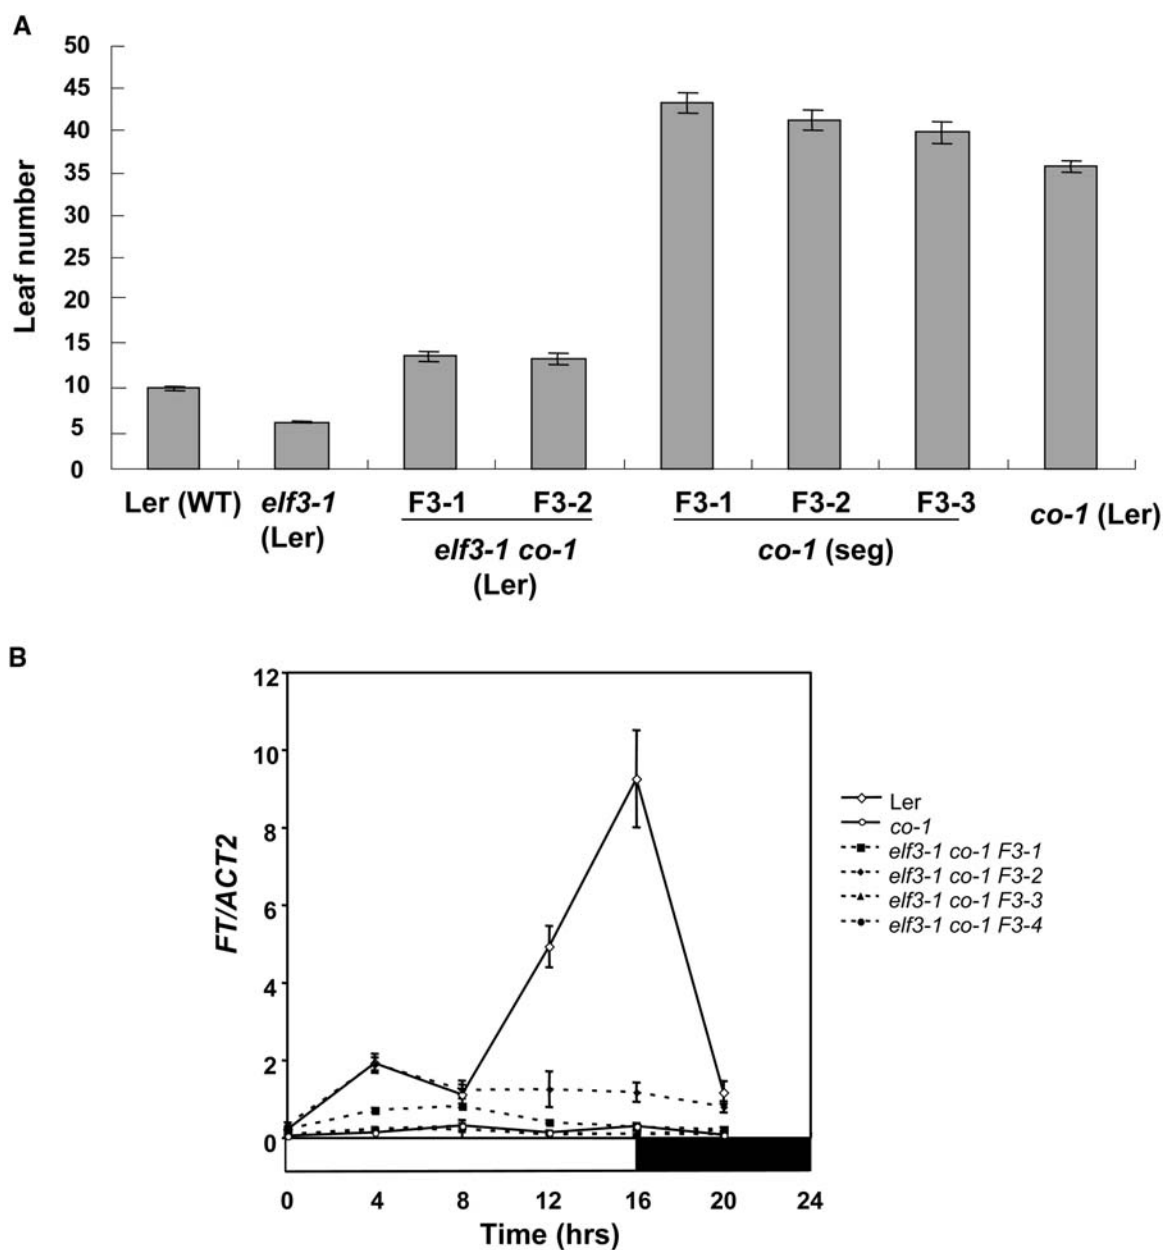 A
50
45
40
35
30
25
20
15
10
5
0
Leaf number
Ler (WT)
elf3-1
(Ler)
F3-1
F3-2
elf3-1 co-1
(Ler)
F3-1
F3-2
F3-3
co-1 (seg)
co-1 (Ler)
B
12
10
8
6
4
2
0
FT/ACT2
0 4 8 12 16 20 24
Time (hrs)
Ler
co-1
elf3-1 co-1 F3-1
elf3-1 co-1 F3-2
elf3-1 co-1 F3-3
elf3-1 co-1 F3-4